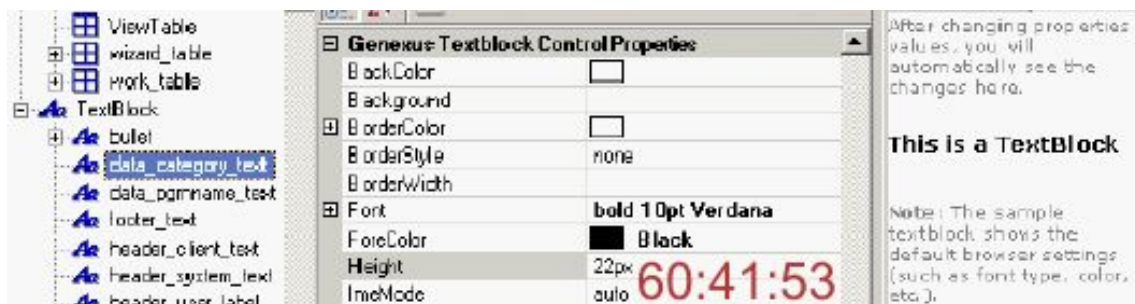 ViewTable
wizard_table
work_table
TextBlock
bullet
data_category_text
data_pgmname_text
footer_text
header_client_text
header_system_text
header_user_label
Genexus Textblock Control Properties
BackColor
Background
BorderColor
BorderStyle none
BorderWidth
Font bold 10pt Verdana
ForeColor Black
Height 22px
ImeMode auto
60:41:53
After changing properties
values, you will
automatically see the
changes here.
This is a TextBlock
Note: The sample
textblock shows the
default browser settings
(such as font type, color,
etc.).